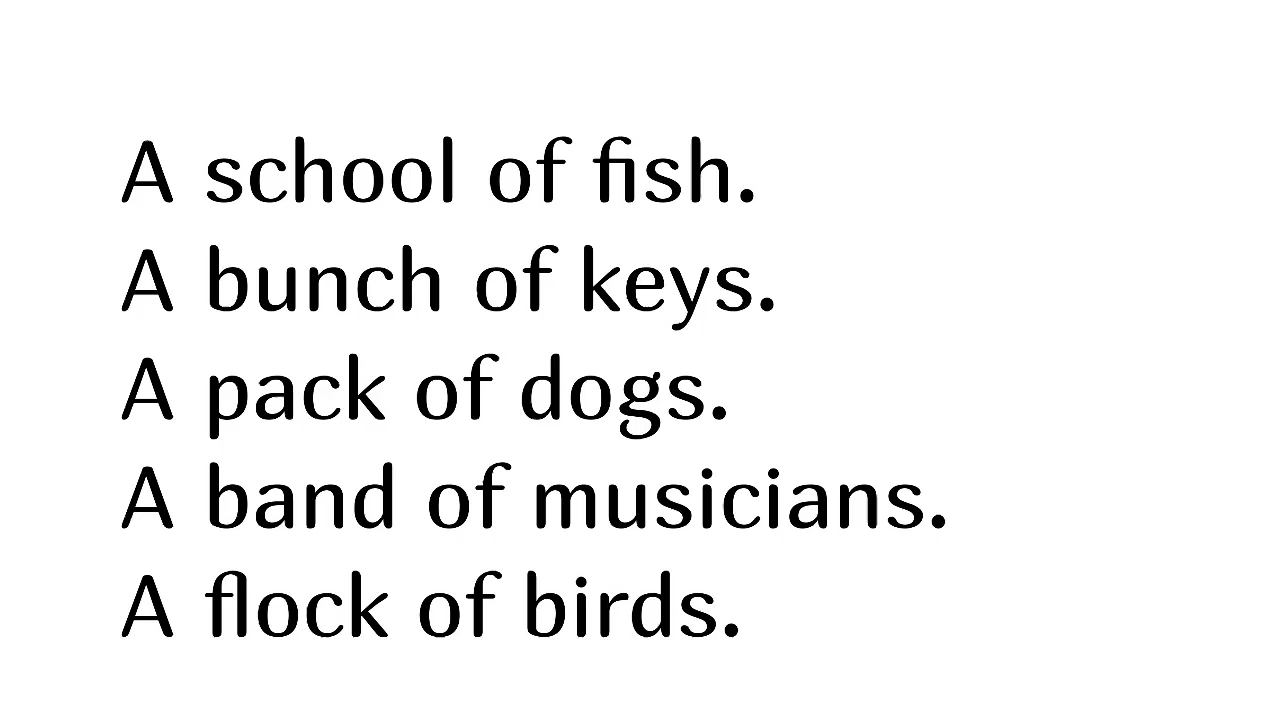 A school of fish.
A bunch of keys.
A pack of dogs.
A band of musicians.
A flock of birds.